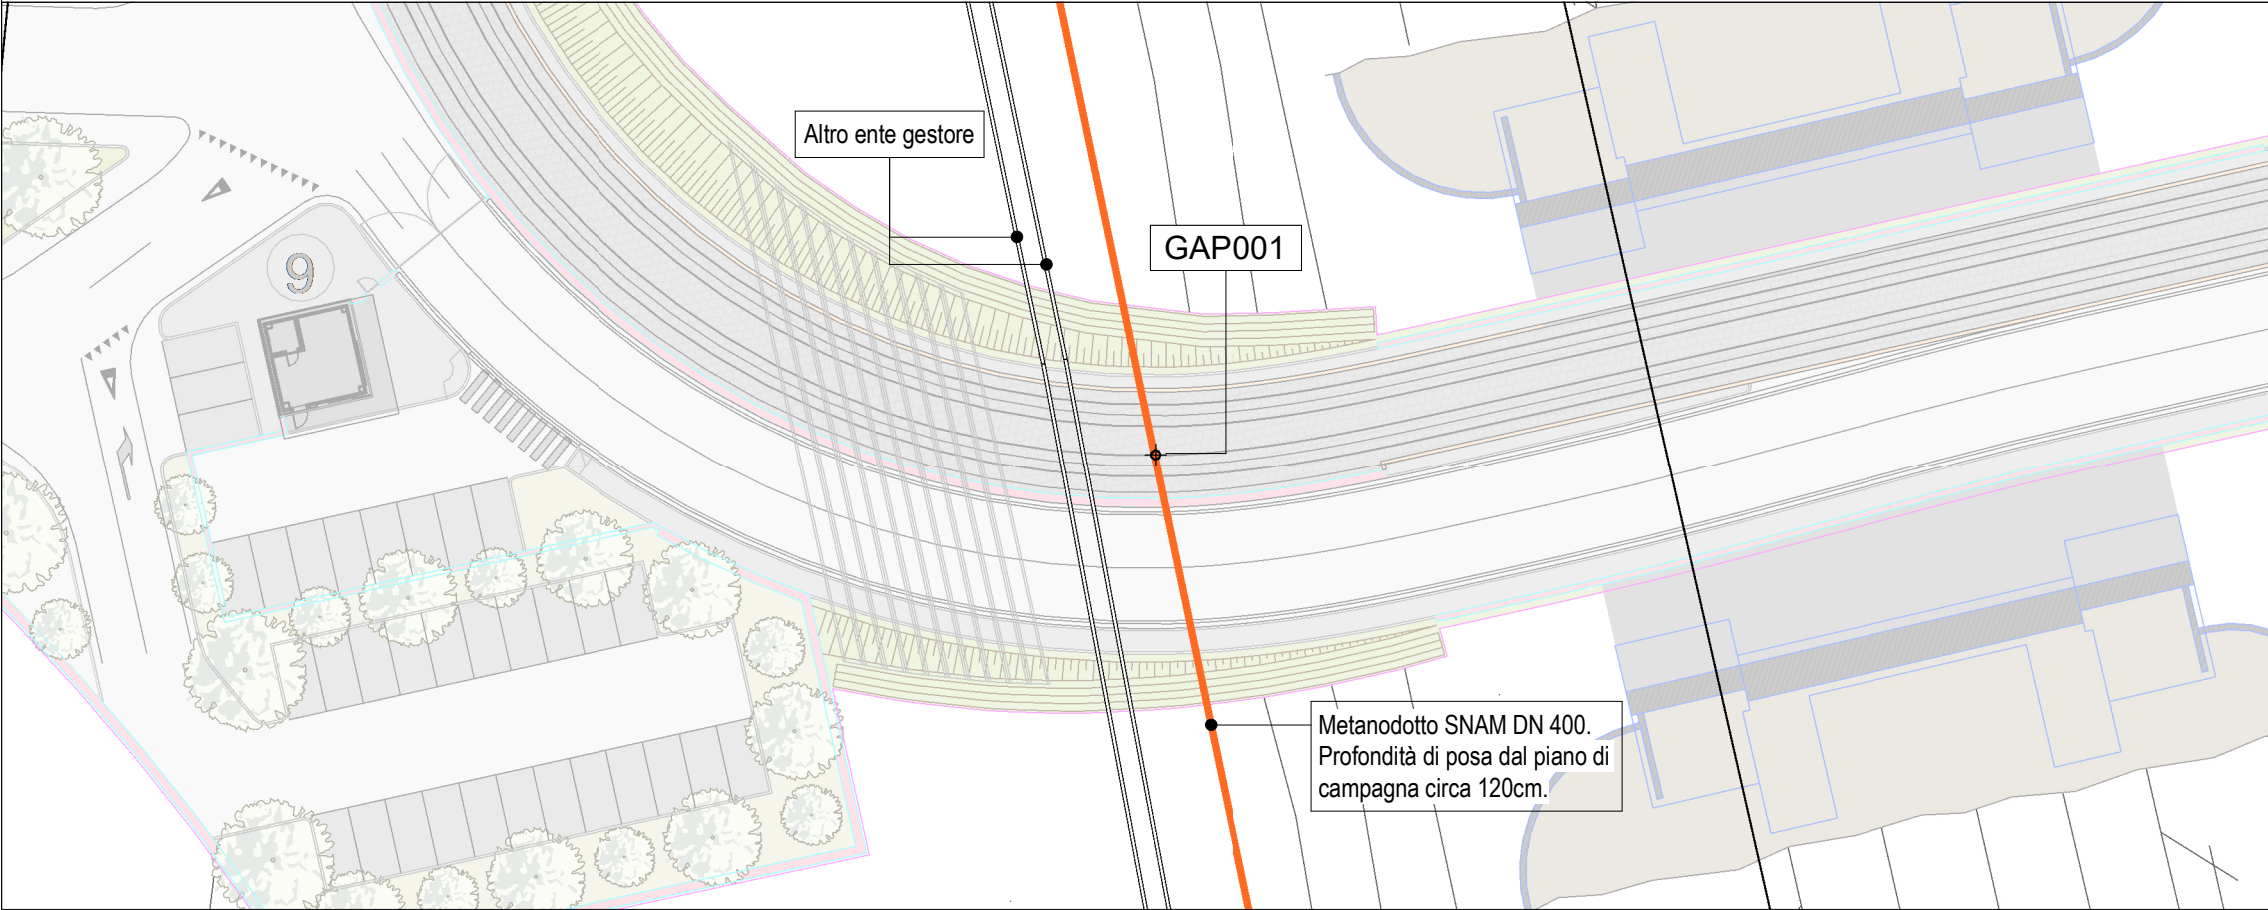 Altro ente gestore
GAP001
9
Metanodotto SNAM DN 400.
Profondità di posa dal piano di
campagna circa 120cm.